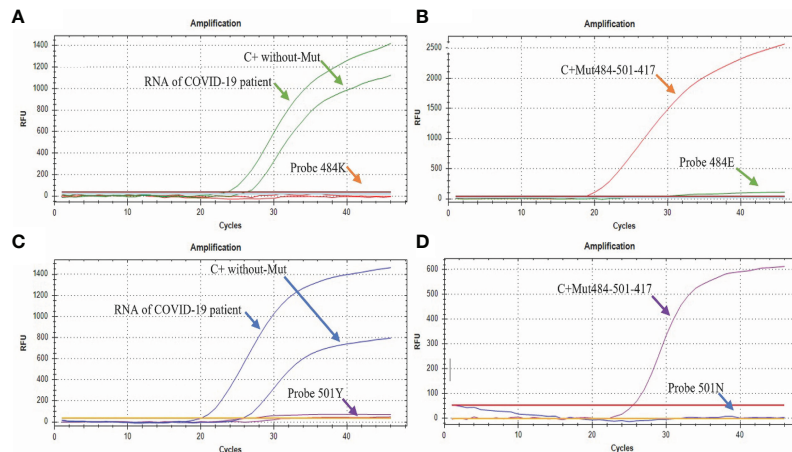 A
Amplification
1400
1200
1000
800
600
400
200
0
RFU
0
10
20
30
40
Cycles
C+ without-Mut
RNA of COVID-19 patient
Probe 484K
B
Amplification
2500
2000
1500
1000
500
0
RFU
0
10
20
30
40
Cycles
C+Mut484-501-417
Probe 484E
C
Amplification
1400
1200
1000
800
600
400
200
0
RFU
0
10
20
30
40
Cycles
C+ without-Mut
RNA of COVID-19 patient
Probe 501Y
D
Amplification
600
500
400
300
200
100
0
RFU
0
10
20
30
40
Cycles
C+Mut484-501-417
Probe 501N